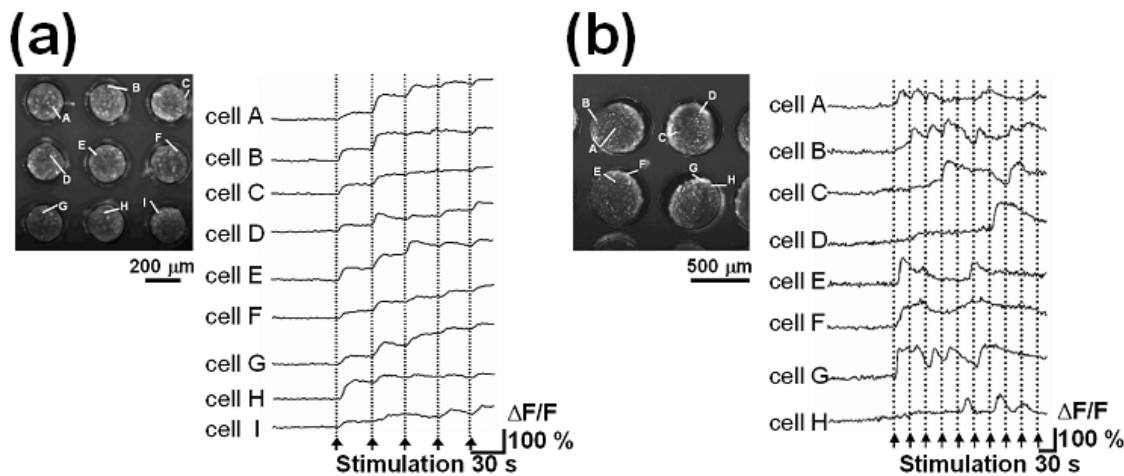 (a)
A
B
C
D
E
F
G
H
I
200 μm
cell A
cell B
cell C
cell D
cell E
cell F
cell G
cell H
cell I
ΔF/F
100 %
Stimulation 30 s
(b)
A
B
C
D
E
F
G
H
500 μm
cell A
cell B
cell C
cell D
cell E
cell F
cell G
cell H
ΔF/F
100 %
Stimulation 30 s